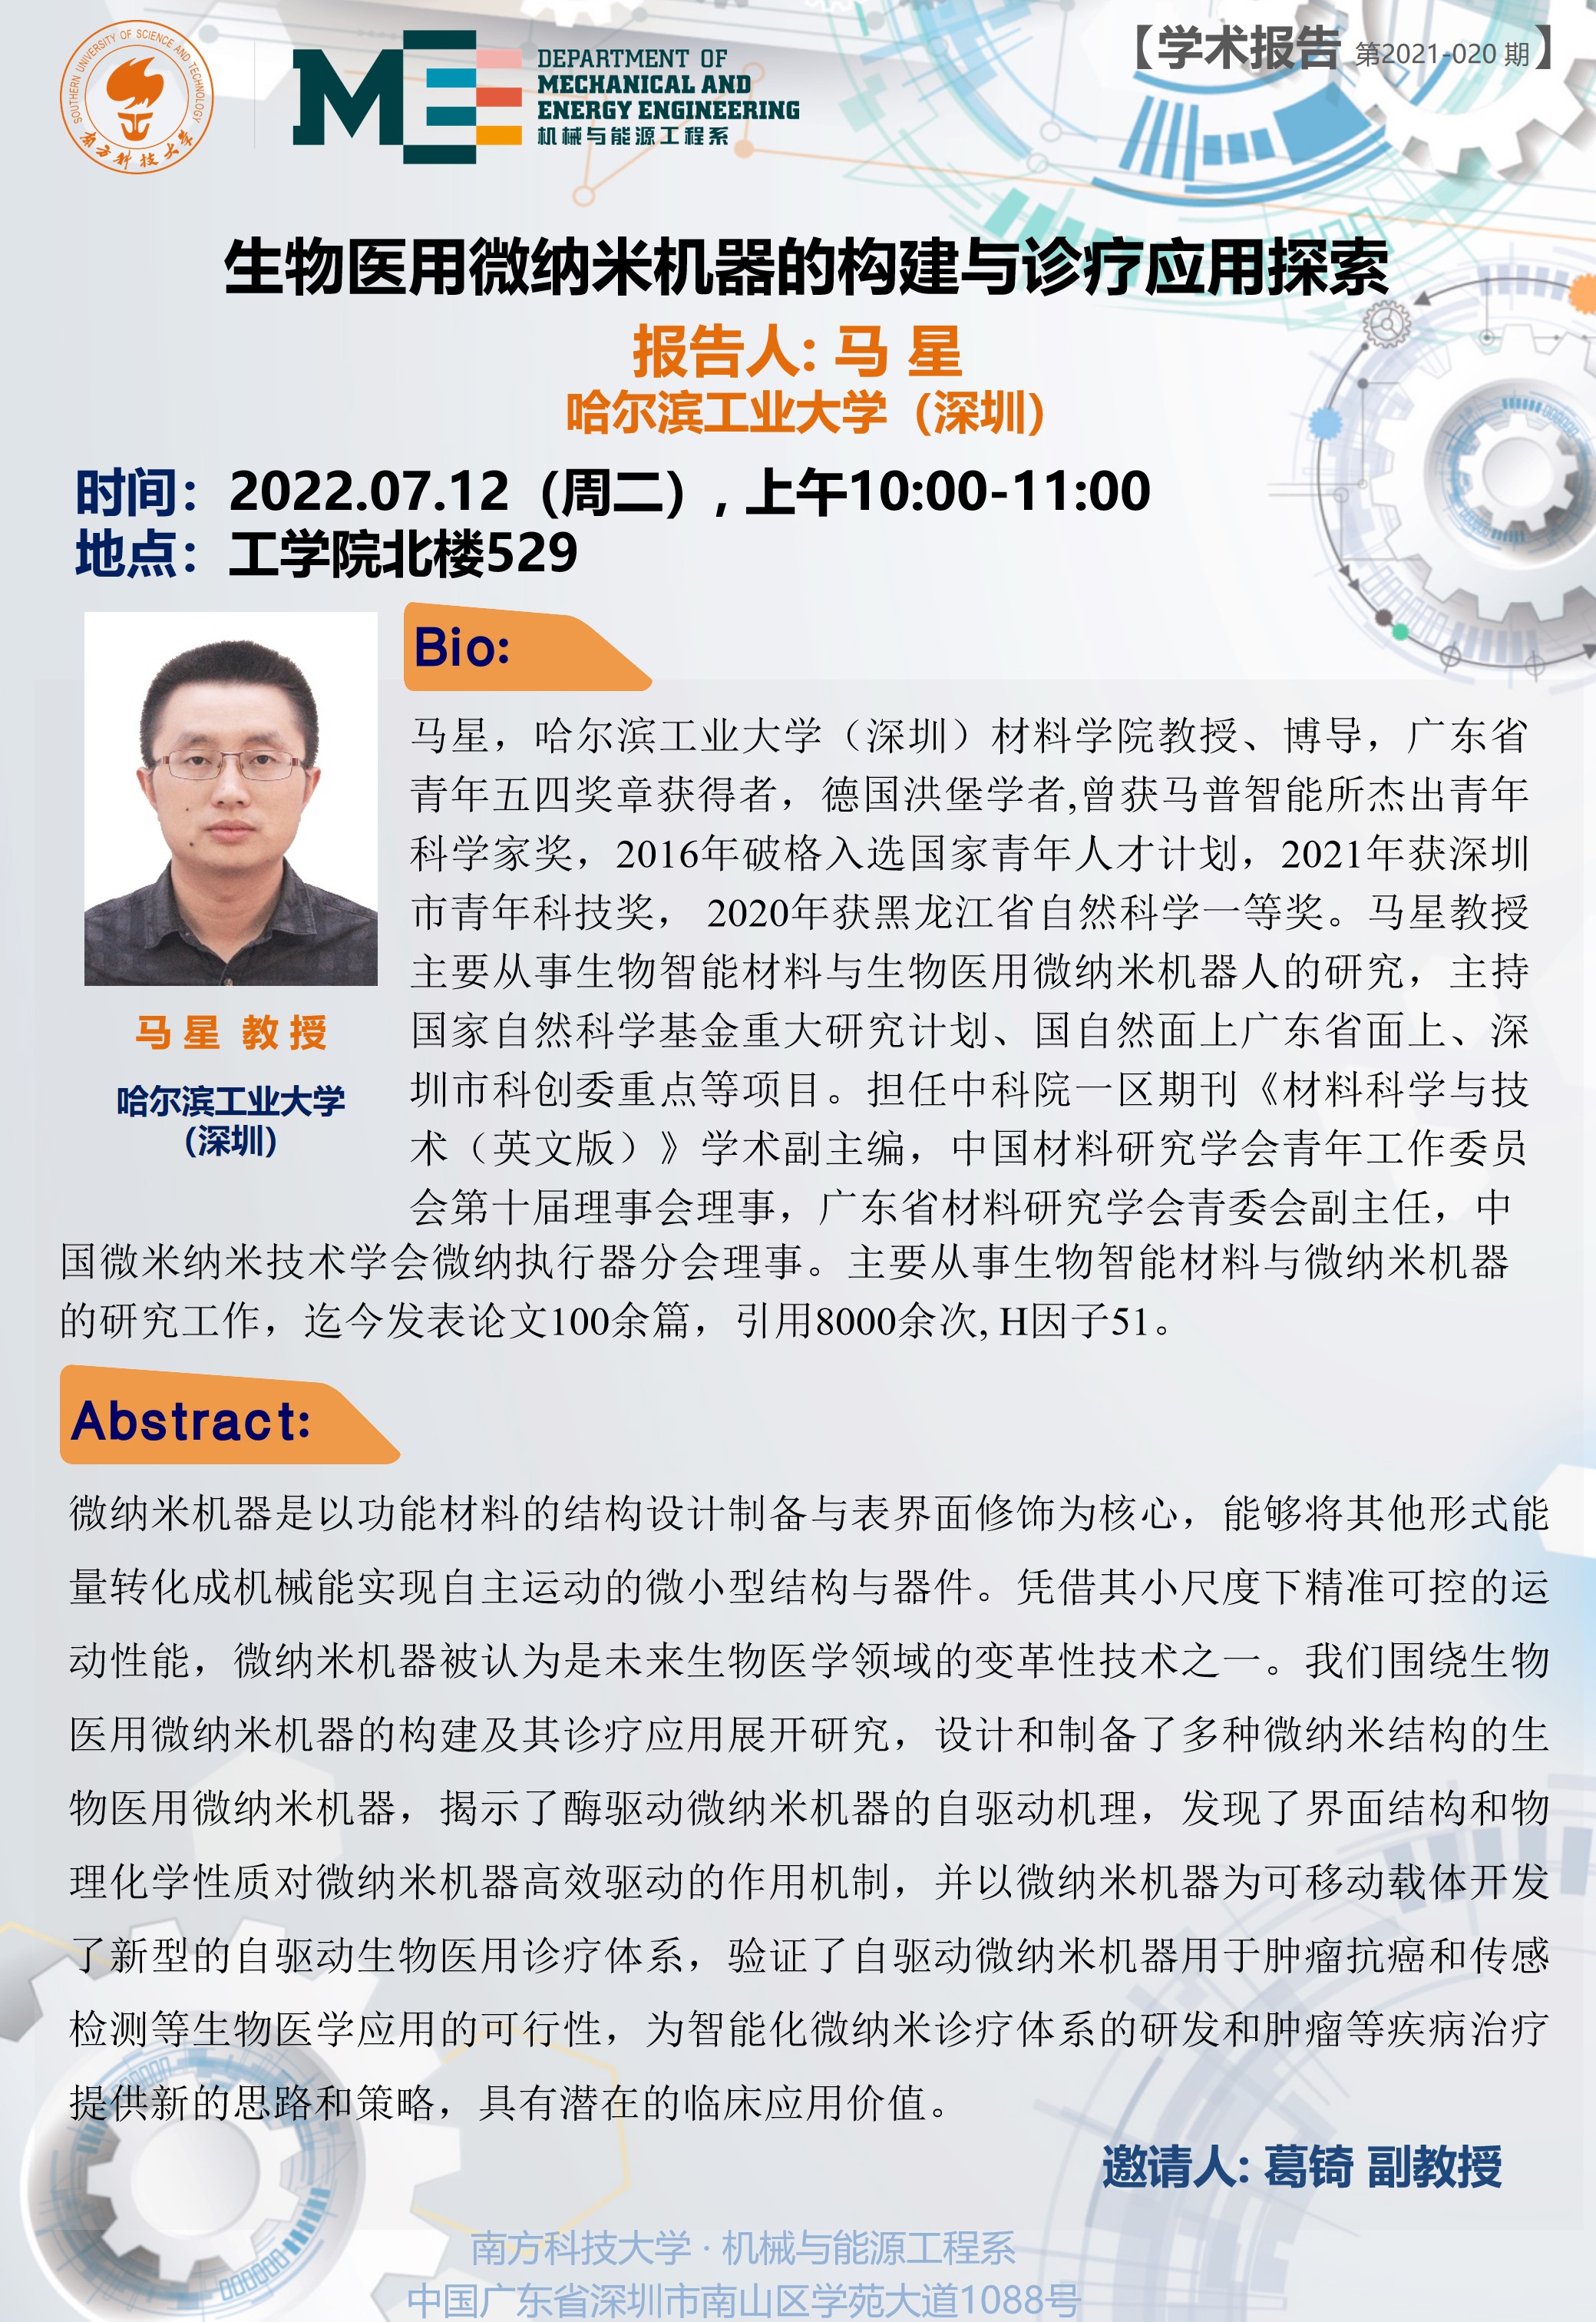 SOUTHERN UNIVERSITY OF SCIENCE AND TECHNOLOGY
南方科技大学
ME
DEPARTMENT OF
MECHANICAL AND
ENERGY ENGINEERING
机械与能源工程系
【学术报告 第2021-020 期】
生物医用微纳米机器的构建与诊疗应用探索
报告人: 马 星
哈尔滨工业大学（深圳）
时间：2022.07.12（周二）, 上午10:00-11:00
地点：工学院北楼529
Bio:
马星，哈尔滨工业大学（深圳）材料学院教授、博导，广东省
青年五四奖章获得者，德国洪堡学者,曾获马普智能所杰出青年
科学家奖，2016年破格入选国家青年人才计划，2021年获深圳
市青年科技奖， 2020年获黑龙江省自然科学一等奖。马星教授
主要从事生物智能材料与生物医用微纳米机器人的研究，主持
国家自然科学基金重大研究计划、国自然面上广东省面上、深
圳市科创委重点等项目。担任中科院一区期刊《材料科学与技
术（英文版）》学术副主编，中国材料研究学会青年工作委员
会第十届理事会理事，广东省材料研究学会青委会副主任，中
国微米纳米技术学会微纳执行器分会理事。主要从事生物智能材料与微纳米机器
的研究工作，迄今发表论文100余篇，引用8000余次, H因子51。
马 星 教 授
哈尔滨工业大学
（深圳）
Abstract:
微纳米机器是以功能材料的结构设计制备与表界面修饰为核心，能够将其他形式能
量转化成机械能实现自主运动的微小型结构与器件。凭借其小尺度下精准可控的运
动性能，微纳米机器被认为是未来生物医学领域的变革性技术之一。我们围绕生物
医用微纳米机器的构建及其诊疗应用展开研究，设计和制备了多种微纳米结构的生
物医用微纳米机器，揭示了酶驱动微纳米机器的自驱动机理，发现了界面结构和物
理化学性质对微纳米机器高效驱动的作用机制，并以微纳米机器为可移动载体开发
了新型的自驱动生物医用诊疗体系，验证了自驱动微纳米机器用于肿瘤抗癌和传感
检测等生物医学应用的可行性，为智能化微纳米诊疗体系的研发和肿瘤等疾病治疗
提供新的思路和策略，具有潜在的临床应用价值。
邀请人: 葛锜 副教授
南方科技大学 · 机械与能源工程系
中国广东省深圳市南山区学苑大道1088号